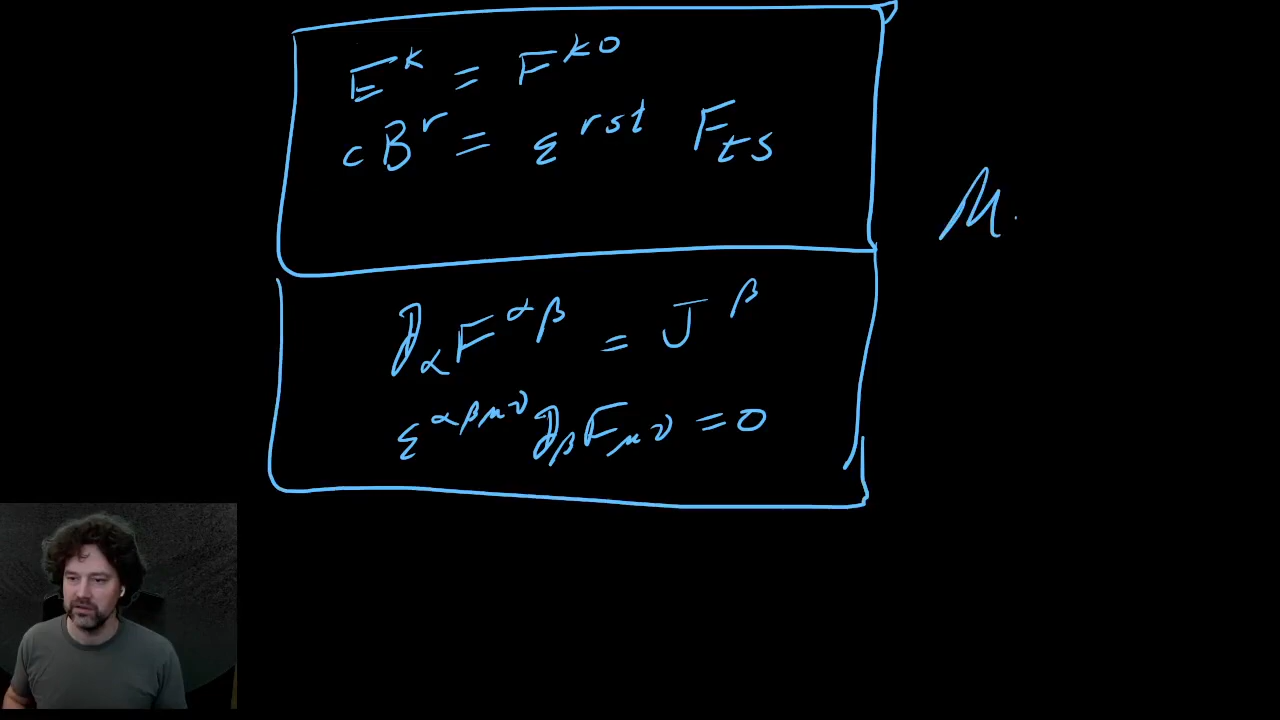 E^k = F^{k0}
cB^r = ε^{rst} F_{ts}
∂_α F^{αβ} = J^β
ε^{αβμν} ∂_β F_{μν} = 0
M.